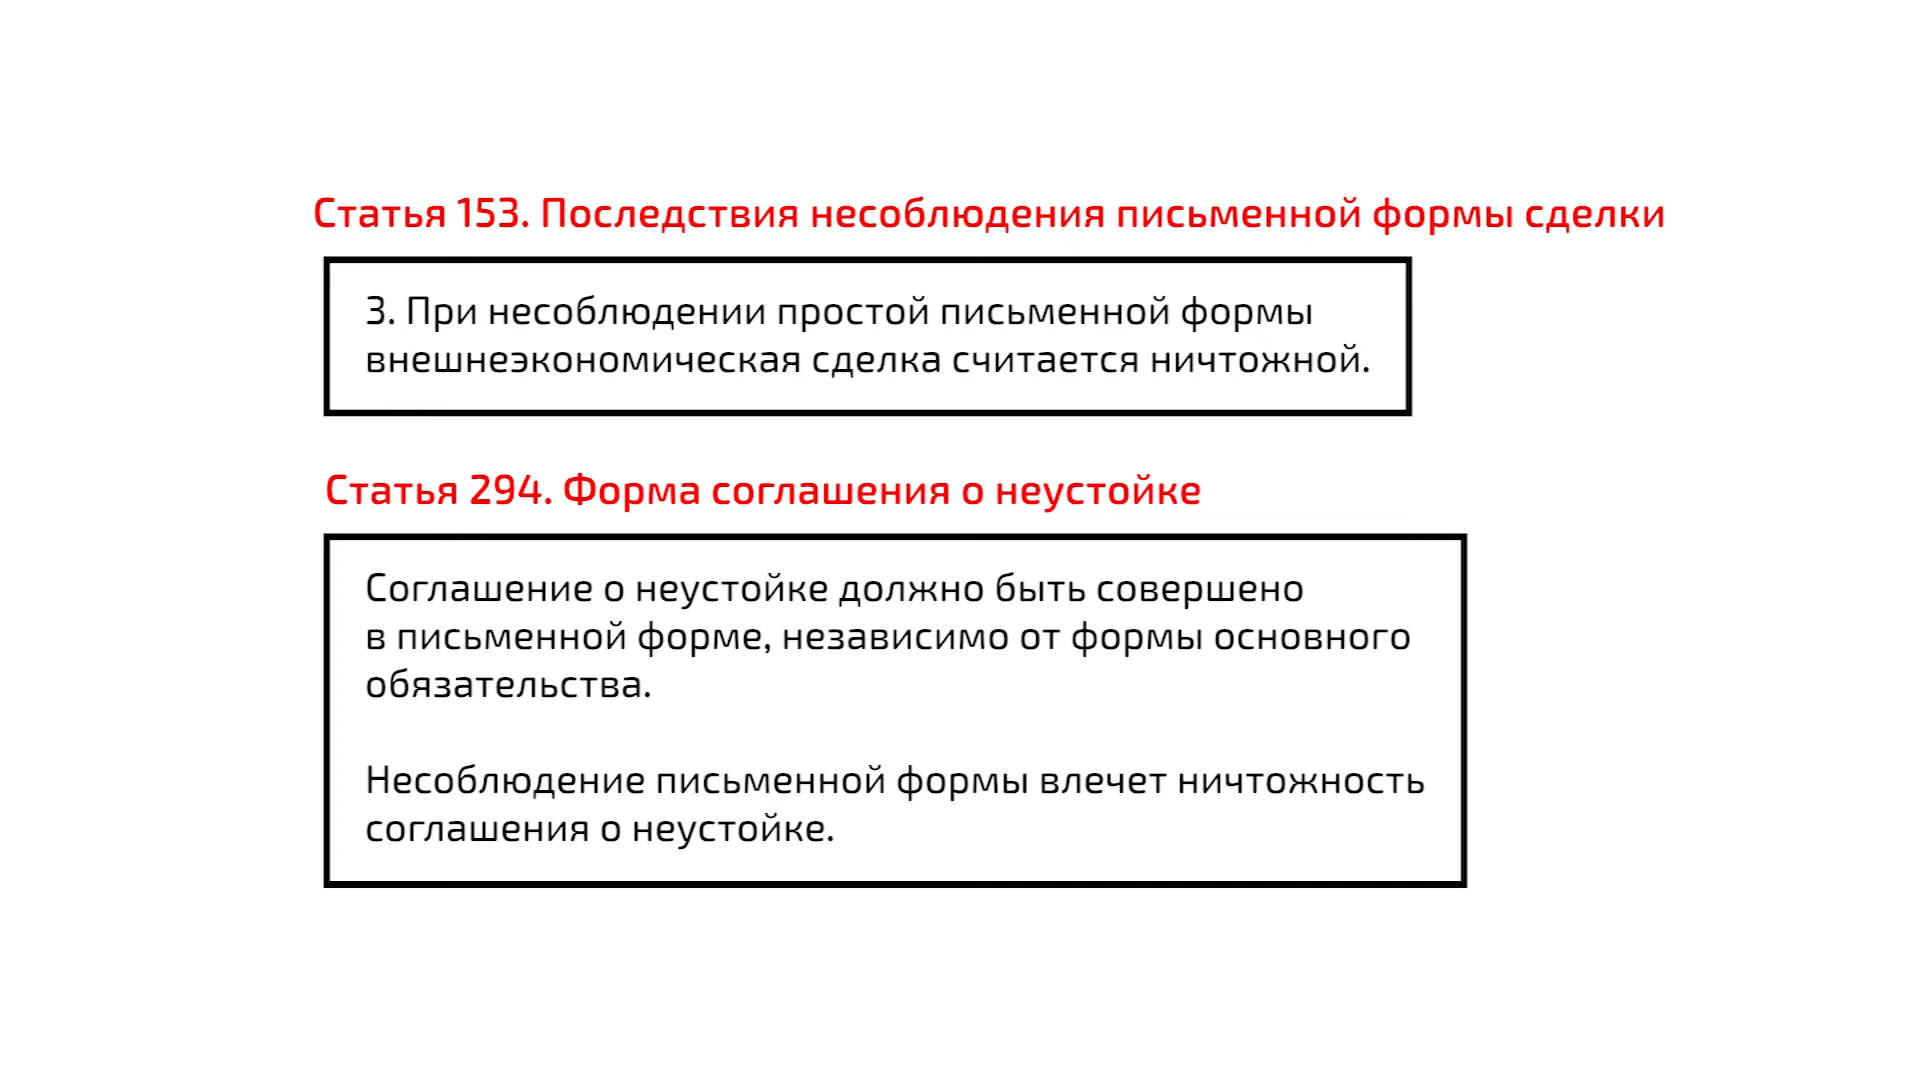 Статья 153. Последствия несоблюдения письменной формы сделки
3. При несоблюдении простой письменной формы
внешнеэкономическая сделка считается ничтожной.
Статья 294. Форма соглашения о неустойке
Соглашение о неустойке должно быть совершено
в письменной форме, независимо от формы основного
обязательства.
Несоблюдение письменной формы влечет ничтожность
соглашения о неустойке.